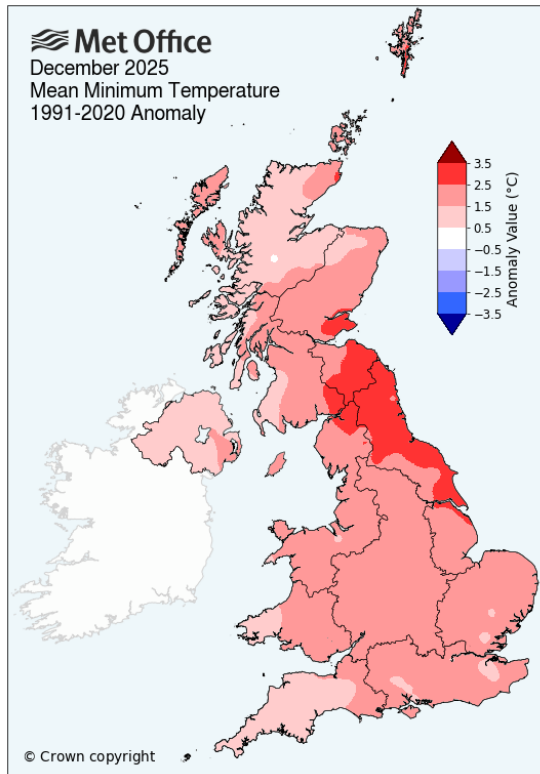 Met Office
December 2025
Mean Minimum Temperature
1991-2020 Anomaly
3.5
2.5
1.5
0.5
−0.5
−1.5
−2.5
−3.5
Anomaly Value (°C)
© Crown copyright